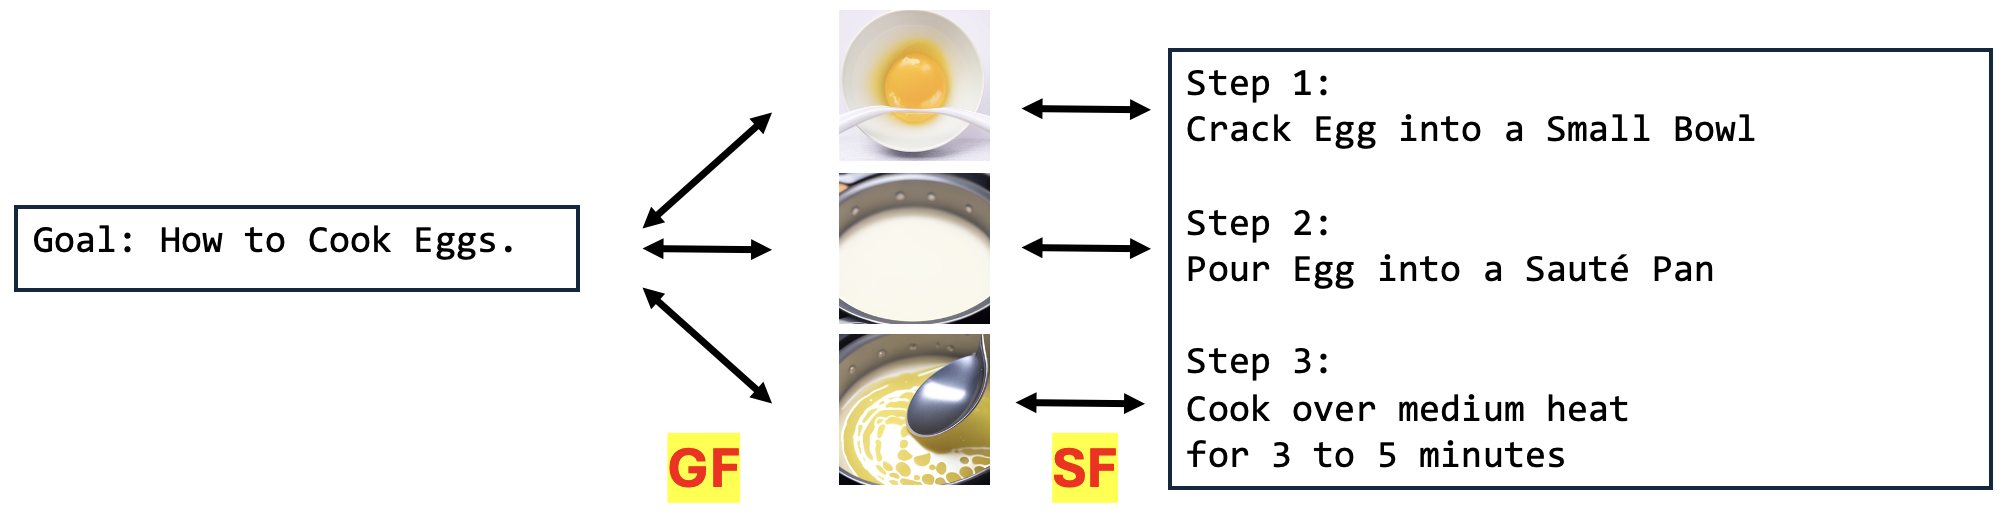 Goal: How to Cook Eggs.
GF
SF
Step 1:
Crack Egg into a Small Bowl
Step 2:
Pour Egg into a Sauté Pan
Step 3:
Cook over medium heat
for 3 to 5 minutes